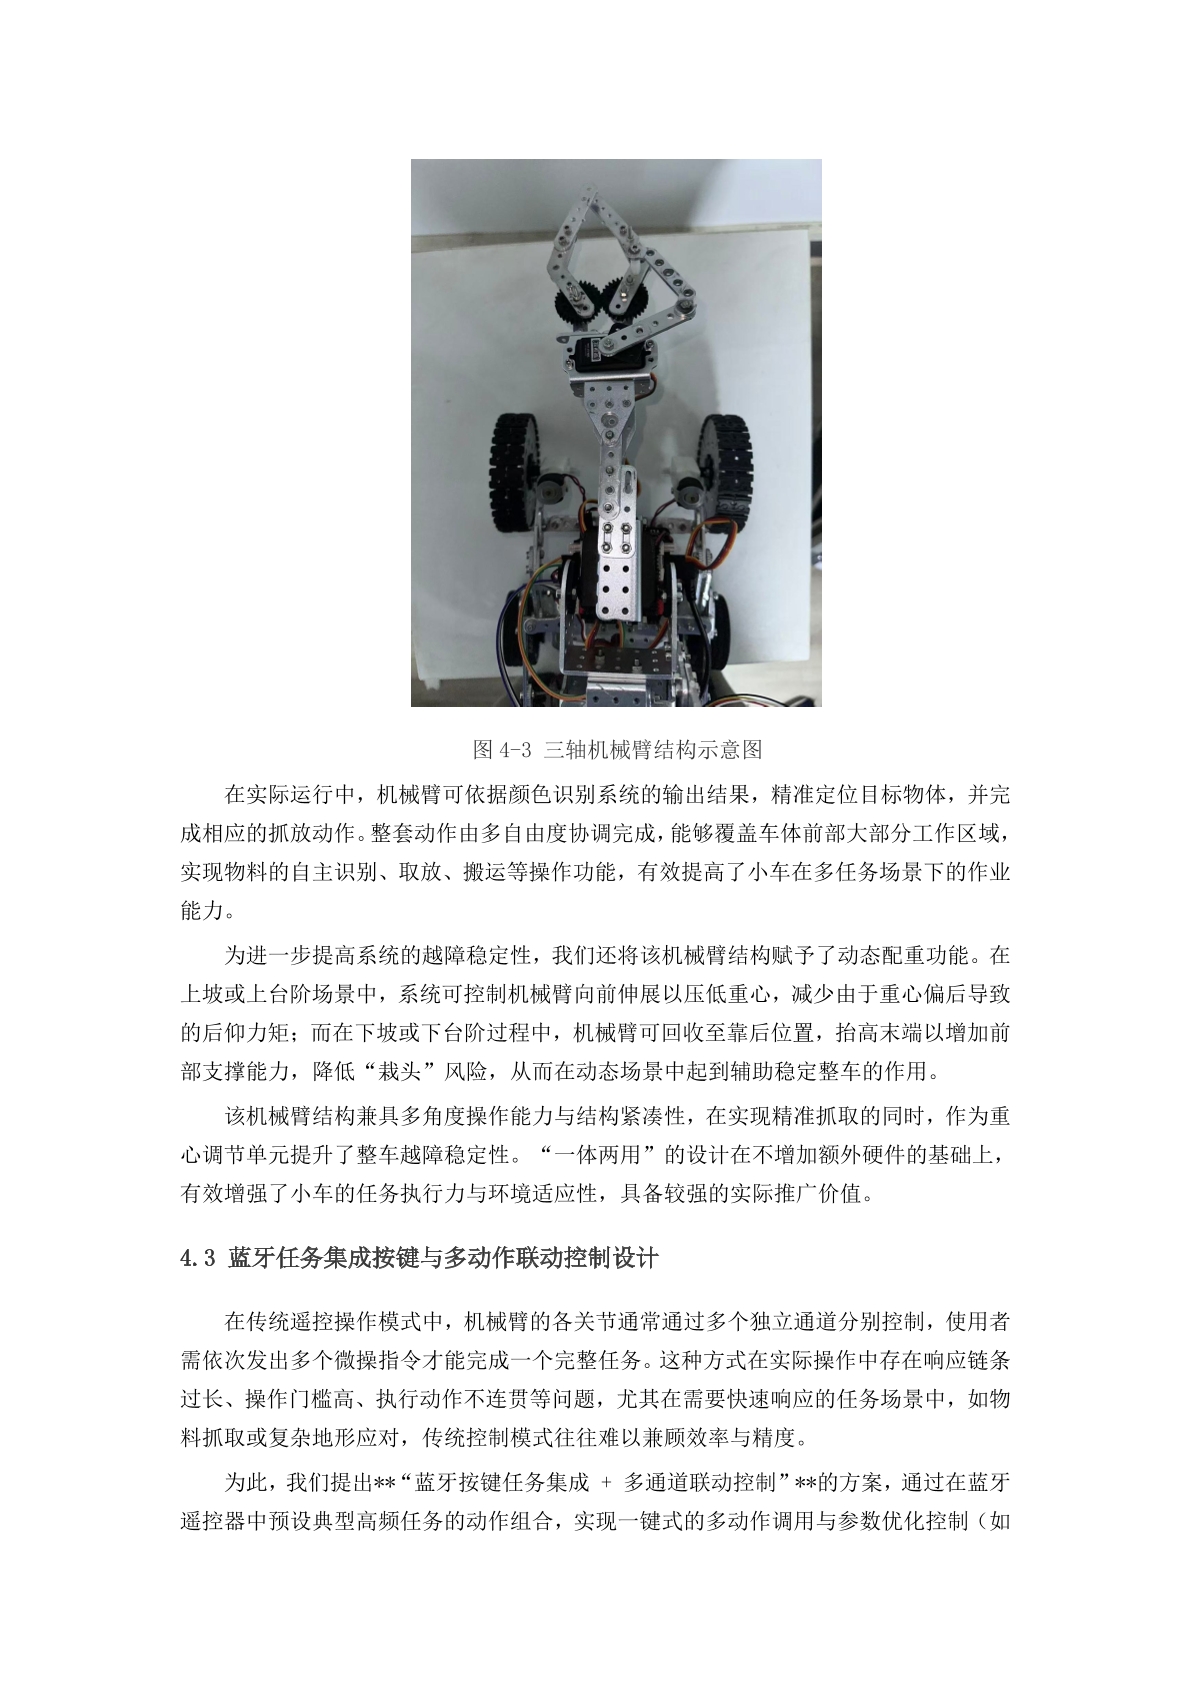 图 4-3 三轴机械臂结构示意图
在实际运行中，机械臂可依据颜色识别系统的输出结果，精准定位目标物体，并完
成相应的抓放动作。整套动作由多自由度协调完成，能够覆盖车体前部大部分工作区域，
实现物料的自主识别、取放、搬运等操作功能，有效提高了小车在多任务场景下的作业
能力。
为进一步提高系统的越障稳定性，我们还将该机械臂结构赋予了动态配重功能。在
上坡或上台阶场景中，系统可控制机械臂向前伸展以压低重心，减少由于重心偏后导致
的后仰力矩；而在下坡或下台阶过程中，机械臂可回收至靠后位置，抬高末端以增加前
部支撑能力，降低“栽头”风险，从而在动态场景中起到辅助稳定整车的作用。
该机械臂结构兼具多角度操作能力与结构紧凑性，在实现精准抓取的同时，作为重
心调节单元提升了整车越障稳定性。“一体两用”的设计在不增加额外硬件的基础上，
有效增强了小车的任务执行力与环境适应性，具备较强的实际推广价值。
4.3 蓝牙任务集成按键与多动作联动控制设计
在传统遥控操作模式中，机械臂的各关节通常通过多个独立通道分别控制，使用者
需依次发出多个微操指令才能完成一个完整任务。这种方式在实际操作中存在响应链条
过长、操作门槛高、执行动作不连贯等问题，尤其在需要快速响应的任务场景中，如物
料抓取或复杂地形应对，传统控制模式往往难以兼顾效率与精度。
为此，我们提出**“蓝牙按键任务集成 + 多通道联动控制”**的方案，通过在蓝牙
遥控器中预设典型高频任务的动作组合，实现一键式的多动作调用与参数优化控制（如